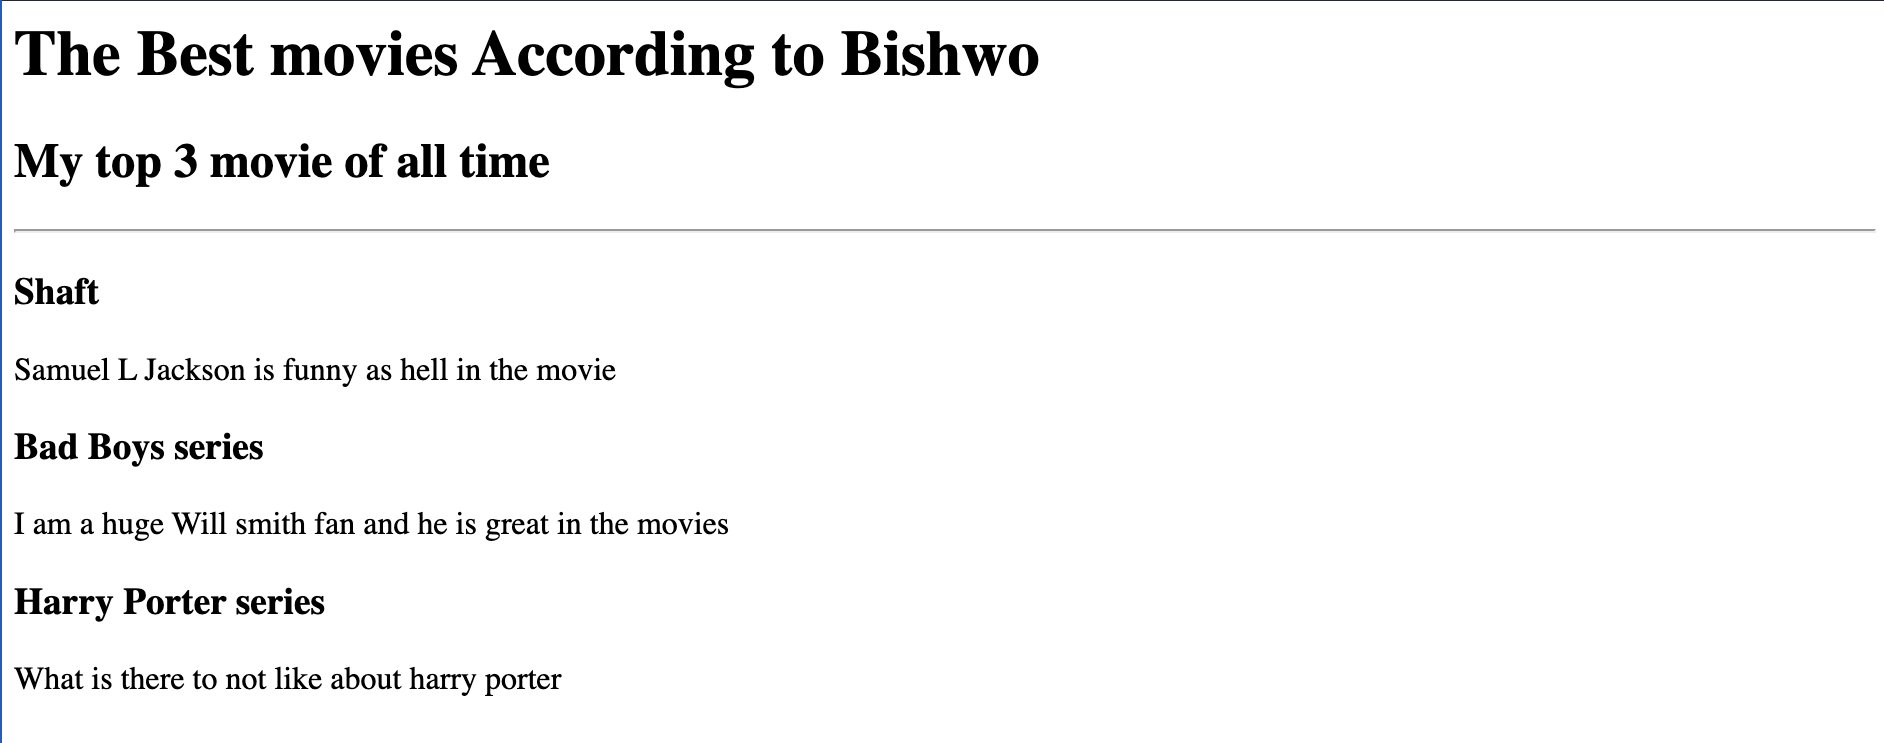 The Best movies According to Bishwo
My top 3 movie of all time
Shaft
Samuel L Jackson is funny as hell in the movie
Bad Boys series
I am a huge Will smith fan and he is great in the movies
Harry Porter series
What is there to not like about harry porter